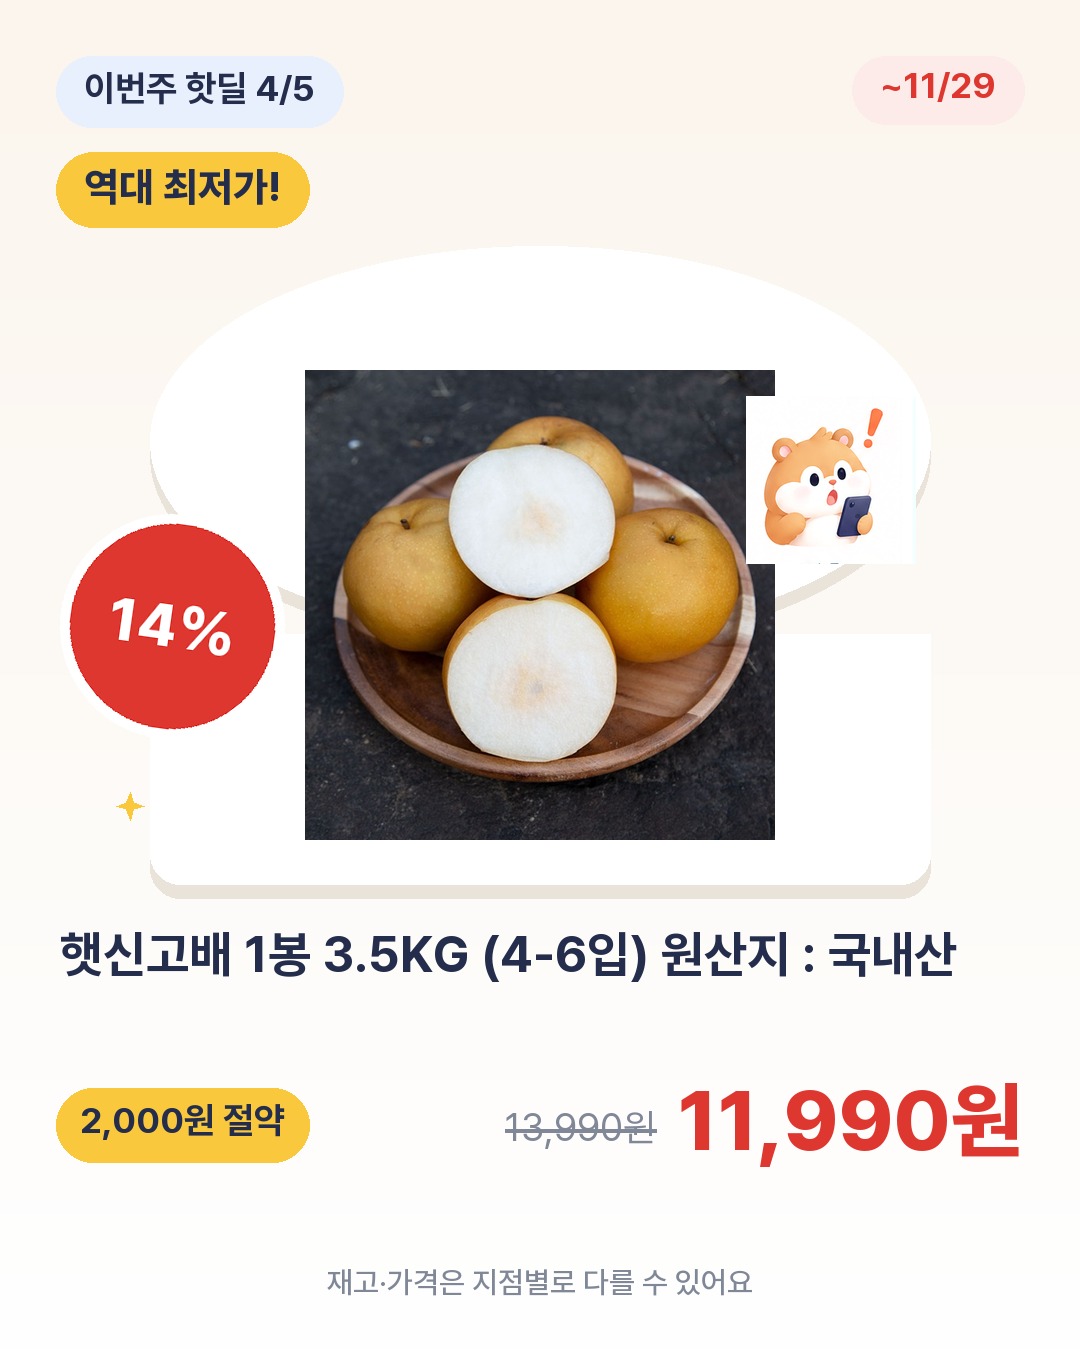 이번주 핫딜 4/5
~11/29
역대 최저가!
14%
햇신고배 1봉 3.5KG (4-6입) 원산지 : 국내산
2,000원 절약
13,990원
11,990원
재고·가격은 지점별로 다를 수 있어요